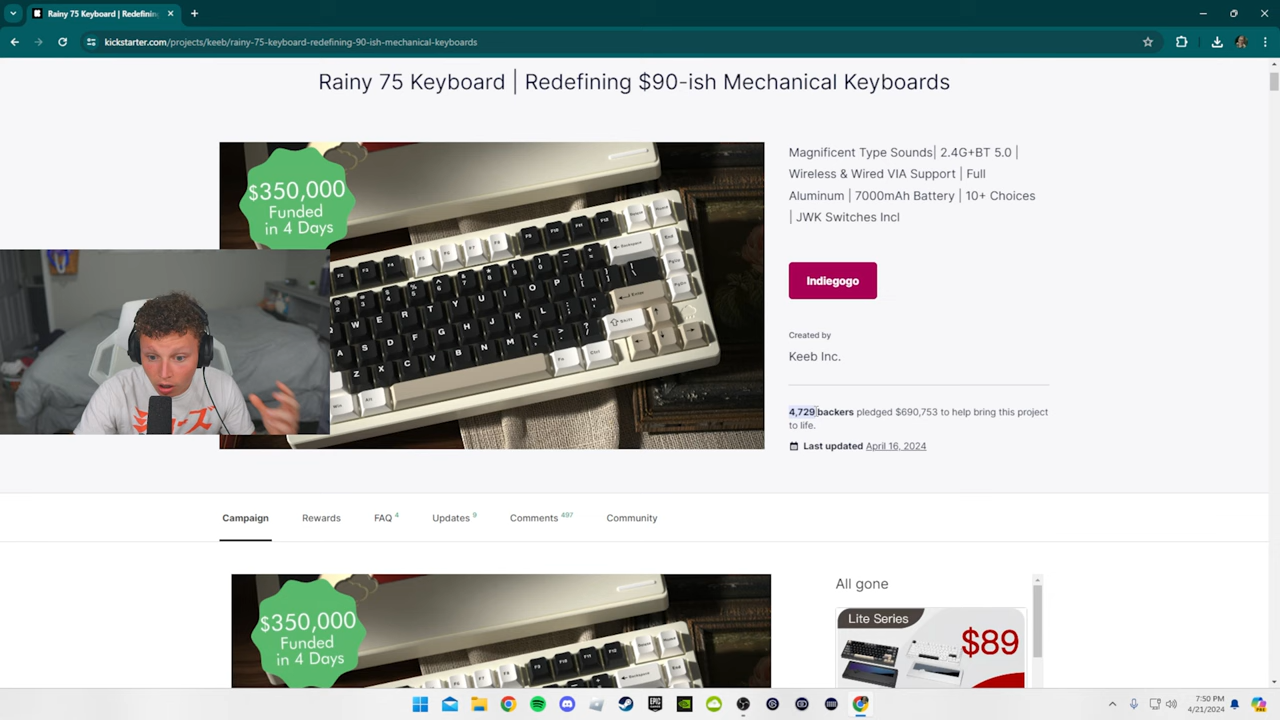 Rainy 75 Keyboard | Redefinin
kickstarter.com/projects/keeb/rainy-75-keyboard-redefining-90-ish-mechanical-keyboards
Rainy 75 Keyboard | Redefining $90-ish Mechanical Keyboards
$350,000
Funded
in 4 Days
Magnificent Type Sounds| 2.4G+BT 5.0 |
Wireless & Wired VIA Support | Full
Aluminum | 7000mAh Battery | 10+ Choices
| JWK Switches Incl
Indiegogo
Created by
Keeb Inc.
4,729 backers pledged $690,753 to help bring this project
to life.
Last updated April 16, 2024
Campaign
Rewards
FAQ 4
Updates 9
Comments 497
Community
$350,000
Funded
in 4 Days
All gone
Lite Series
$89
7:50 PM
4/21/2024